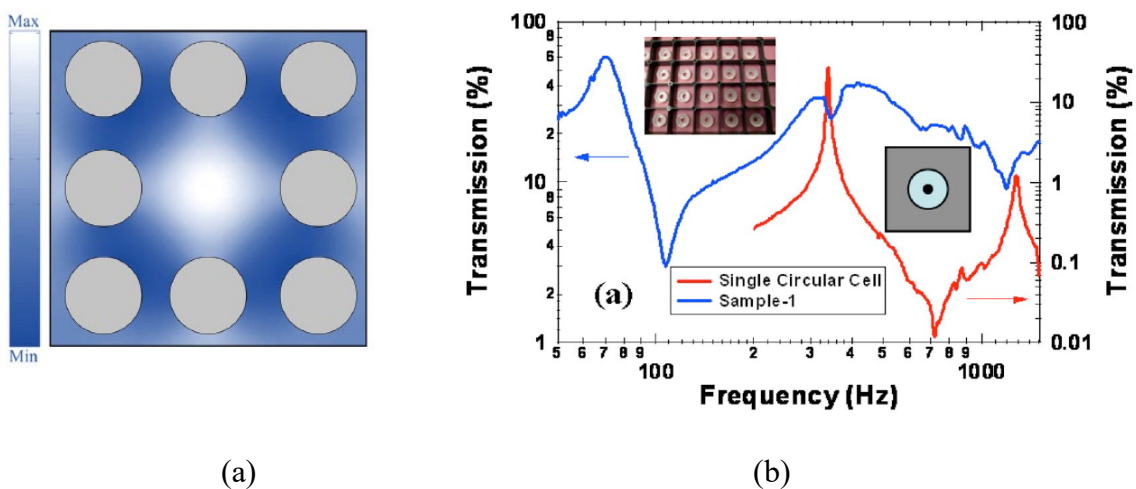 Max
Min
Transmission (%)
100
8
6
4
2
10
8
6
4
2
1
5 6 7 8 9 2 3 4 5 6 7 8 9
100 1000
Frequency (Hz)
(a)
Single Circular Cell
Sample-1
100
10
1
0.1
0.01
Transmission (%)
(a) (b)